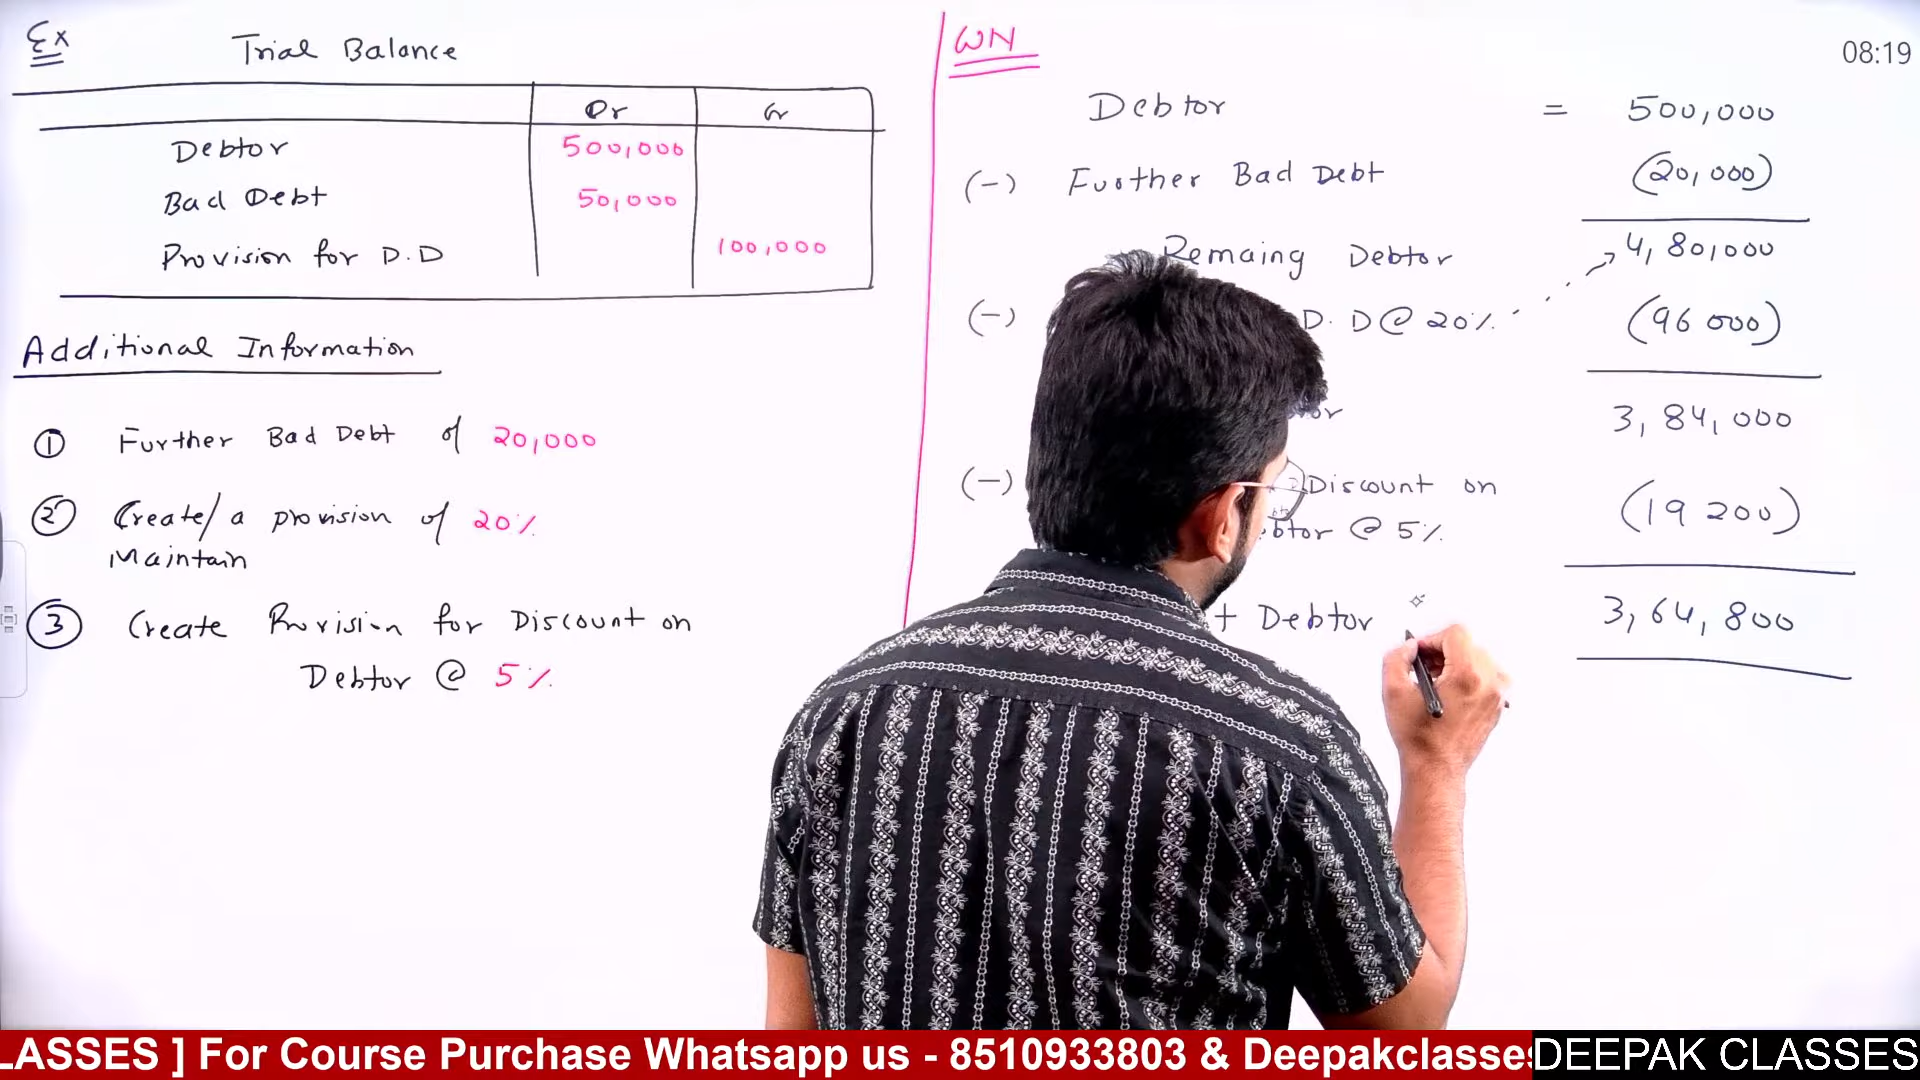 Ex
Trial Balance
Dr Cr
Debtor 500,000
Bad Debt 50,000
Provision for D.D 100,000
Additional Information
① Further Bad Debt of 20,000
② Create/ a provision of 20%
Maintain
③ Create Provision for Discount on
Debtor @ 5%
WN
08:19
Debtor = 500,000
(-) Further Bad Debt (20,000)
Remaing Debtor 4,80,000
(-) D.D @ 20% (96 000)
3,84,000
(-) Discount on (19 200)
@ 5%
Debtor 3,64,800
LASSES ] For Course Purchase Whatsapp us - 8510933803 & Deepakclasses
DEEPAK CLASSES